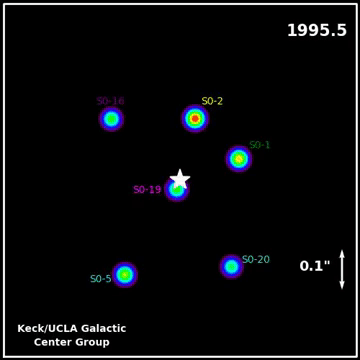 1995.5
S0-16
S0-2
S0-1
S0-19
S0-20
0.1"
S0-5
Keck/UCLA Galactic
Center Group